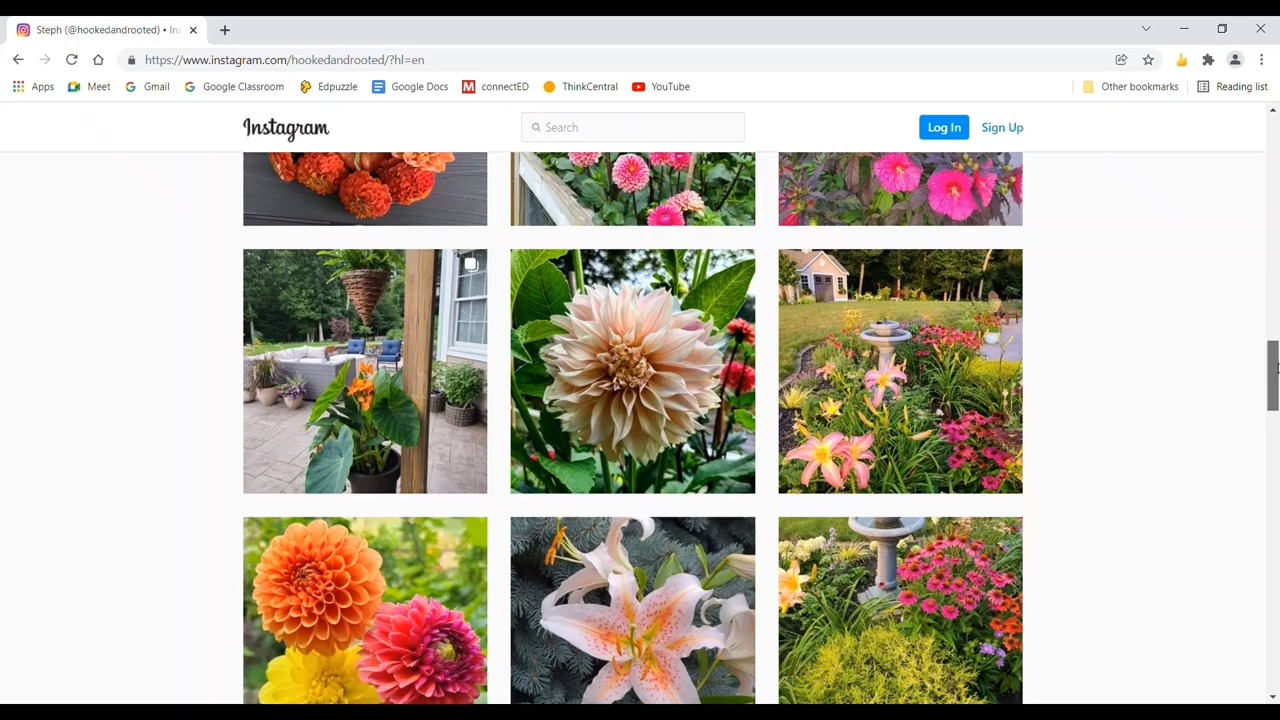 Steph (@hookedandrooted) • Ins
https://www.instagram.com/hookedandrooted/?hl=en
Apps Meet Gmail Google Classroom Edpuzzle Google Docs connectED ThinkCentral YouTube Other bookmarks Reading list
Instagram Search Log In Sign Up